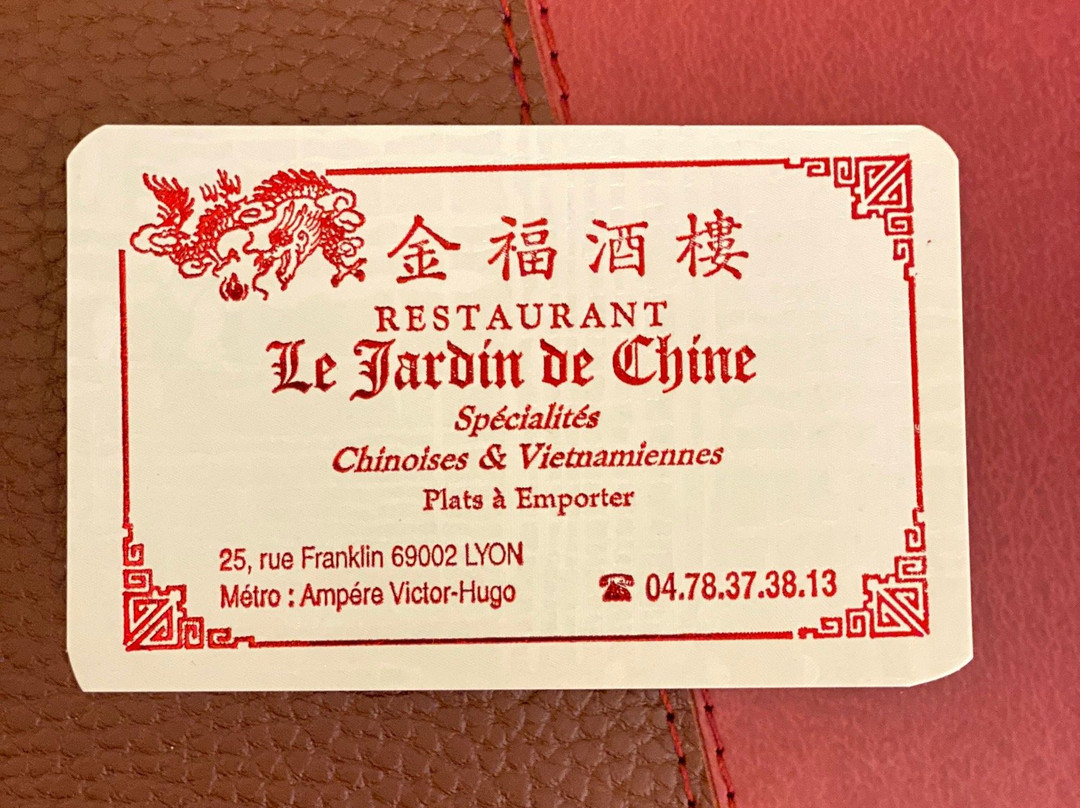 金福酒樓
RESTAURANT
Le Jardin de Chine
Spécialités
Chinoises & Vietnamiennes
Plats à Emporter
25, rue Franklin 69002 LYON
Métro : Ampére Victor-Hugo
☎ 04.78.37.38.13